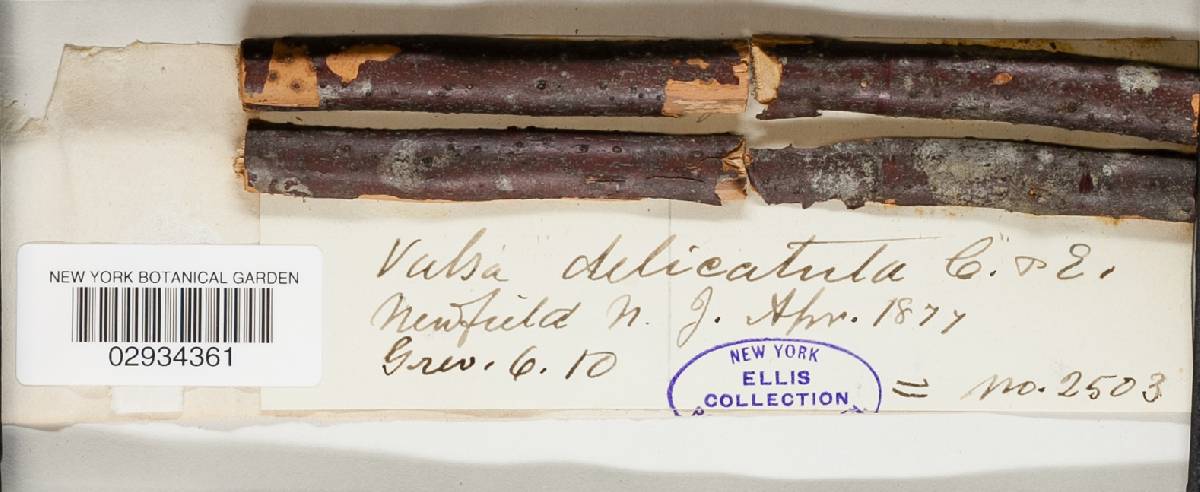 NEW YORK BOTANICAL GARDEN
02934361
Valsa delicatula C. & E.
Newfield N. J. Apr. 1877
Grev. 6. 10
NEW YORK
ELLIS
COLLECTION
= no. 2503